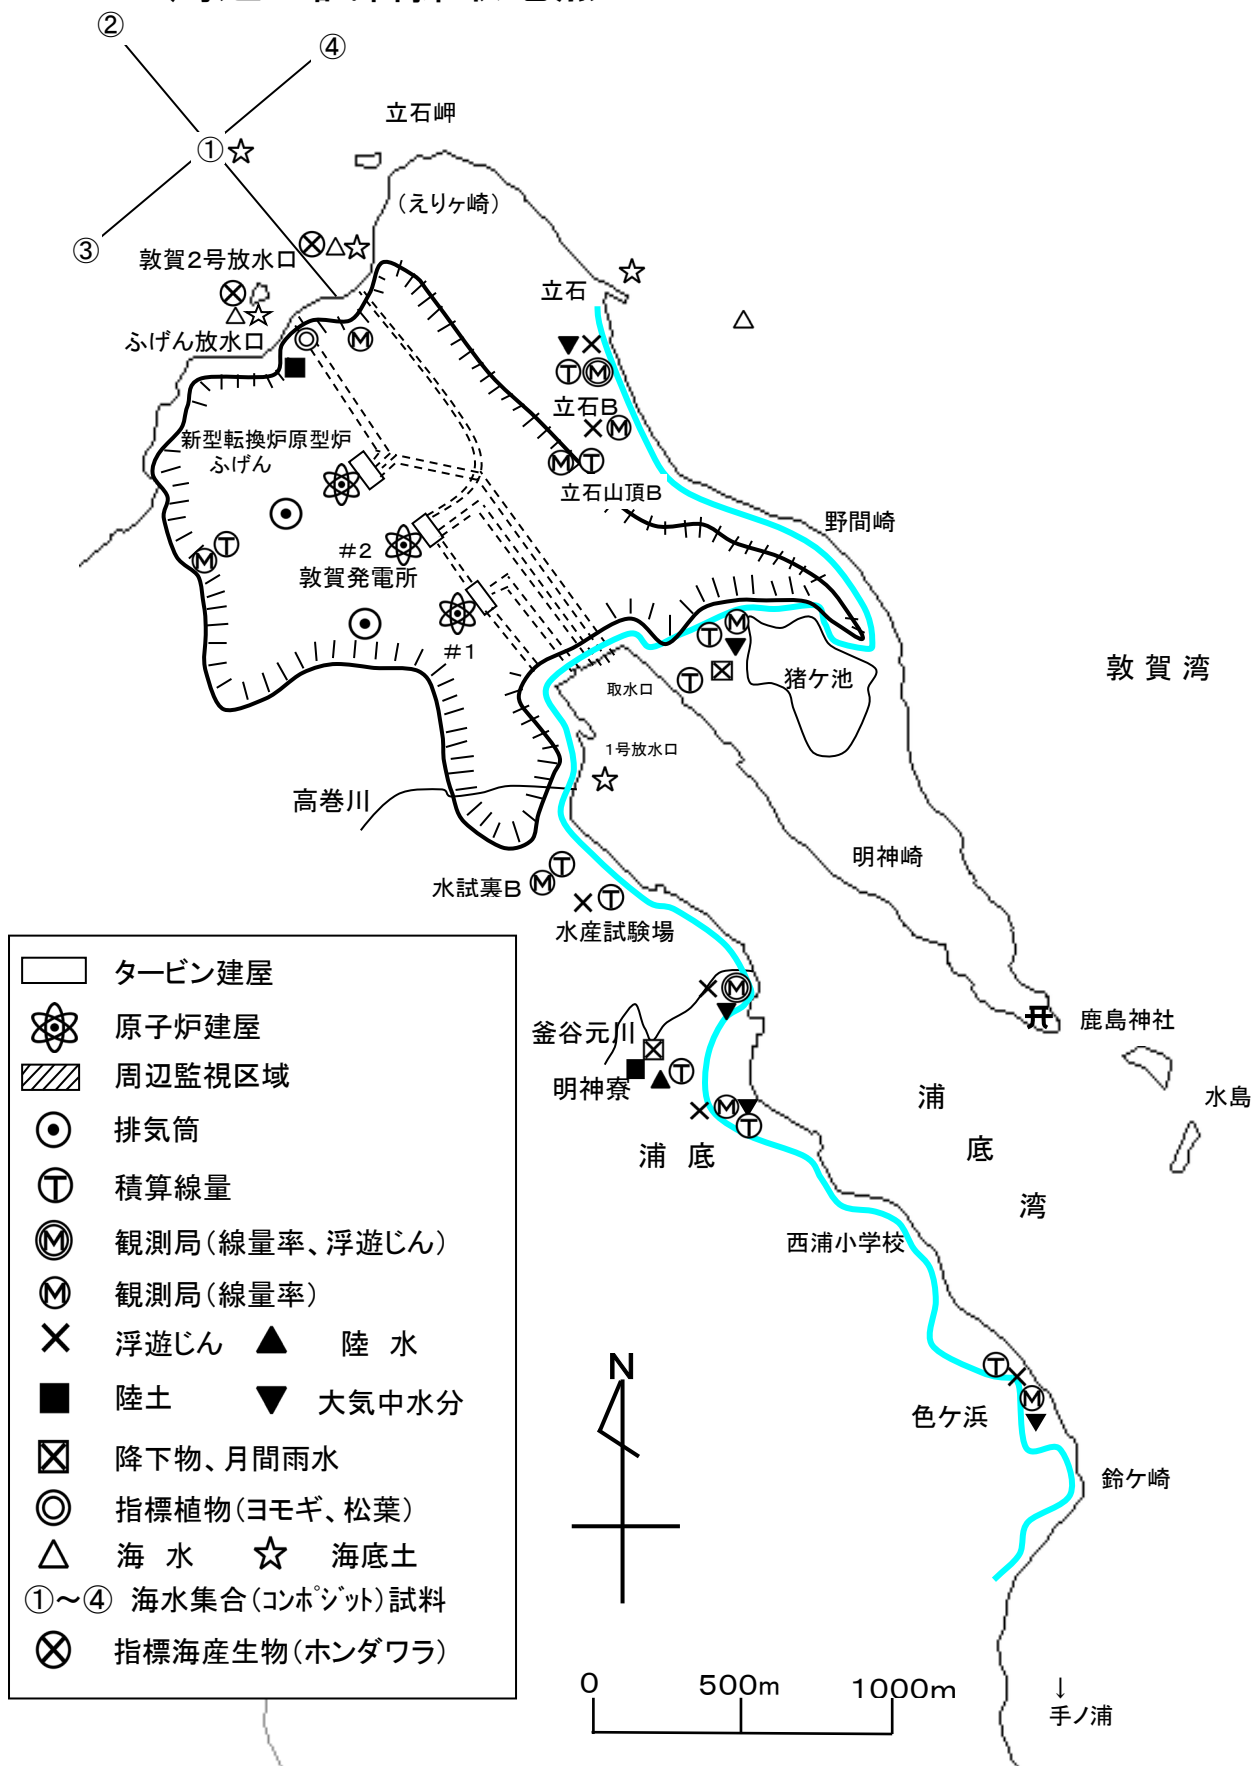 ②
④
立石岬
①
(えりヶ崎)
③
敦賀2号放水口
立石
ふげん放水口
M
T M
立石B
M
新型転換炉原型炉
ふげん
M T
立石山頂B
野間崎
T
M
#2
敦賀発電所
#1
M
T
敦賀湾
猪ケ池
T
取水口
1号放水口
高巻川
明神崎
T
水試裏B
M
T
水産試験場
M
釜谷元川
鹿島神社
明神寮
T
M
T
水島
浦底
浦底湾
西浦小学校
T
M
色ケ浜
鈴ケ崎
N
0 500m 1000m
↓
手ノ浦
タービン建屋
原子炉建屋
周辺監視区域
排気筒
T 積算線量
M 観測局(線量率、浮遊じん)
M 観測局(線量率)
浮遊じん 陸 水
陸土 大気中水分
降下物、月間雨水
指標植物(ヨモギ、松葉)
海 水 海底土
①～④ 海水集合(コンポジット)試料
指標海産生物(ホンダワラ)